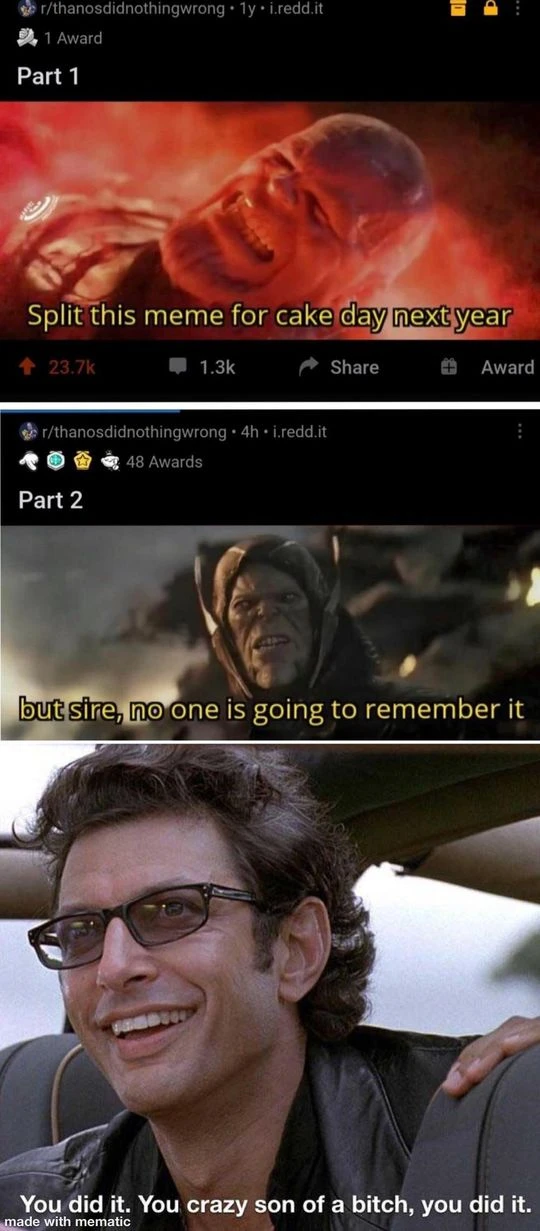 r/thanosdidnothingwrong • 1y • i.redd.it
1 Award
Part 1
Split this meme for cake day next year
23.7k 1.3k Share Award
r/thanosdidnothingwrong • 4h • i.redd.it
48 Awards
Part 2
but sire, no one is going to remember it
You did it. You crazy son of a bitch, you did it.
made with mematic